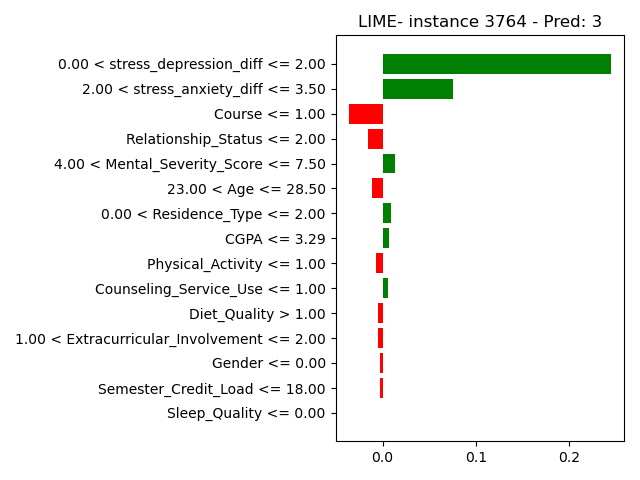 LIME- instance 3764 - Pred: 3
0.00 < stress_depression_diff <= 2.00
2.00 < stress_anxiety_diff <= 3.50
Course <= 1.00
Relationship_Status <= 2.00
4.00 < Mental_Severity_Score <= 7.50
23.00 < Age <= 28.50
0.00 < Residence_Type <= 2.00
CGPA <= 3.29
Physical_Activity <= 1.00
Counseling_Service_Use <= 1.00
Diet_Quality > 1.00
1.00 < Extracurricular_Involvement <= 2.00
Gender <= 0.00
Semester_Credit_Load <= 18.00
Sleep_Quality <= 0.00
0.0 0.1 0.2